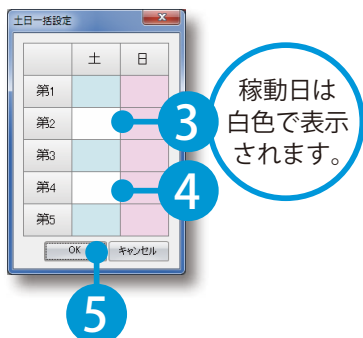 土日一括設定
土 日
第1
第2
第3
第4
第5
OK キャンセル
3
4
5
稼動日は
白色で表示
されます。